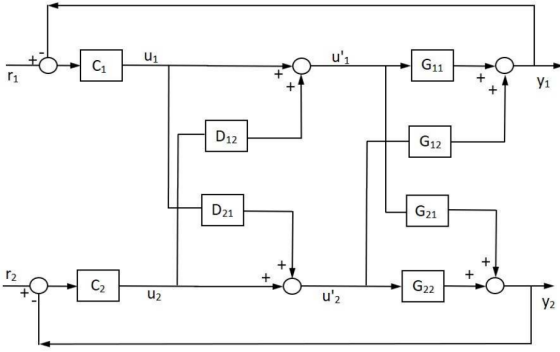 -
+ r₁ C₁ u₁ + + u'₁ G₁₁ + + y₁
D₁₂ G₁₂
D₂₁ G₂₁
r₂ + - C₂ u₂ + + u'₂ G₂₂ + + y₂